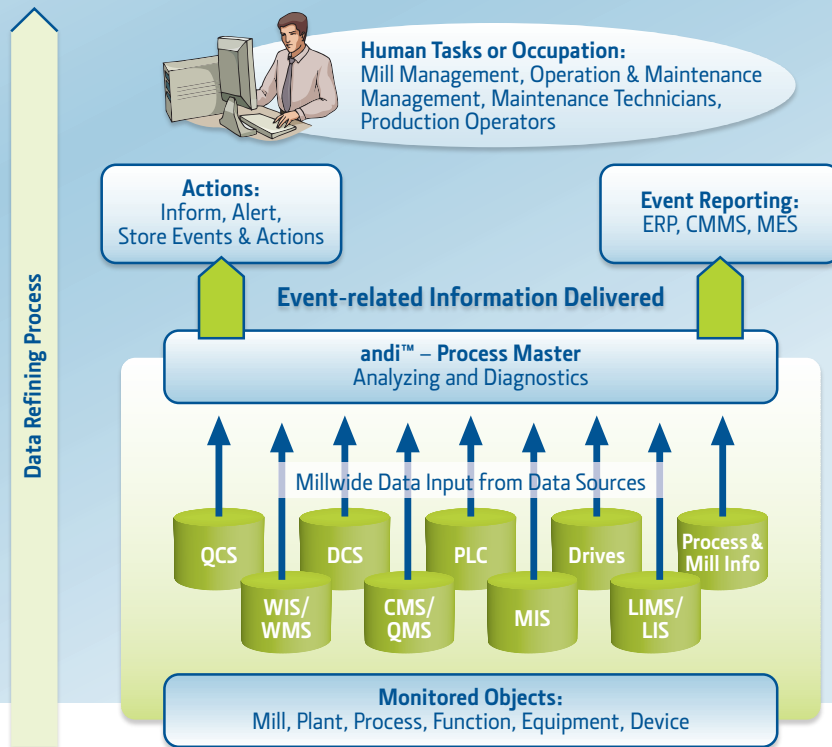 Human Tasks or Occupation:
Mill Management, Operation & Maintenance
Management, Maintenance Technicians,
Production Operators
Actions:
Inform, Alert,
Store Events & Actions
Event Reporting:
ERP, CMMS, MES
Event-related Information Delivered
andi™ – Process Master
Analyzing and Diagnostics
Millwide Data Input from Data Sources
QCS
DCS
PLC
Drives
Process &
Mill Info
WIS/
WMS
CMS/
QMS
MIS
LIMS/
LIS
Monitored Objects:
Mill, Plant, Process, Function, Equipment, Device
Data Refining Process